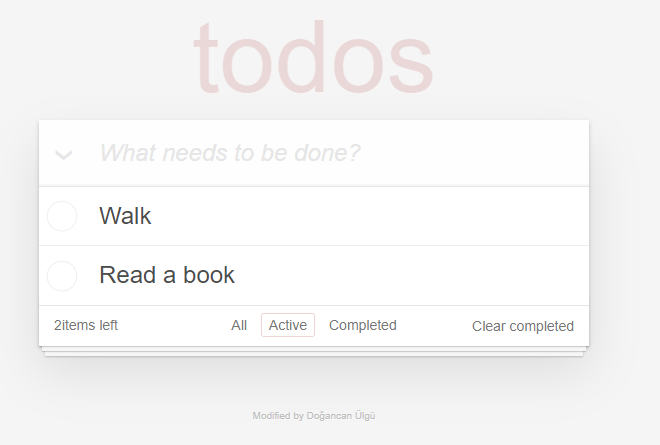 todos
What needs to be done?
Walk
Read a book
2items left All Active Completed Clear completed
Modified by Doğancan Ülgü